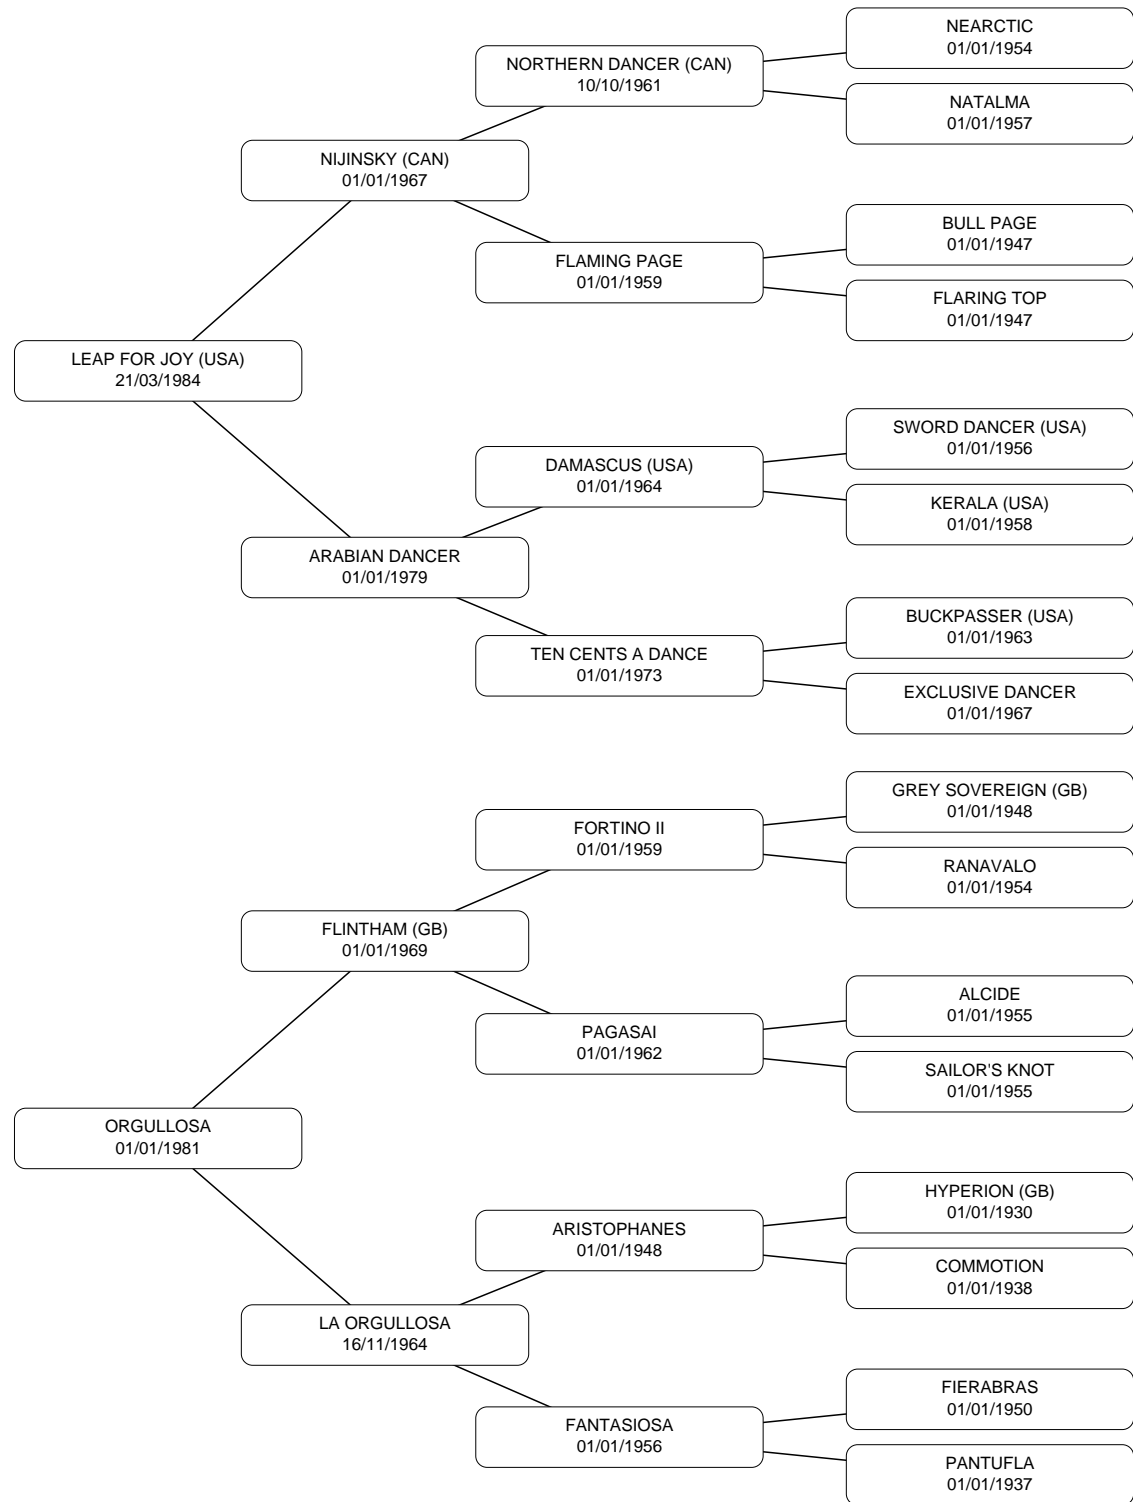 NEARCTIC
01/01/1954
NORTHERN DANCER (CAN)
10/10/1961
NATALMA
01/01/1957
NIJINSKY (CAN)
01/01/1967
BULL PAGE
01/01/1947
FLAMING PAGE
01/01/1959
FLARING TOP
01/01/1947
LEAP FOR JOY (USA)
21/03/1984
SWORD DANCER (USA)
01/01/1956
DAMASCUS (USA)
01/01/1964
KERALA (USA)
01/01/1958
ARABIAN DANCER
01/01/1979
BUCKPASSER (USA)
01/01/1963
TEN CENTS A DANCE
01/01/1973
EXCLUSIVE DANCER
01/01/1967
GREY SOVEREIGN (GB)
01/01/1948
FORTINO II
01/01/1959
RANAVALO
01/01/1954
FLINTHAM (GB)
01/01/1969
ALCIDE
01/01/1955
PAGASAI
01/01/1962
SAILOR'S KNOT
01/01/1955
ORGULLOSA
01/01/1981
HYPERION (GB)
01/01/1930
ARISTOPHANES
01/01/1948
COMMOTION
01/01/1938
LA ORGULLOSA
16/11/1964
FIERABRAS
01/01/1950
FANTASIOSA
01/01/1956
PANTUFLA
01/01/1937